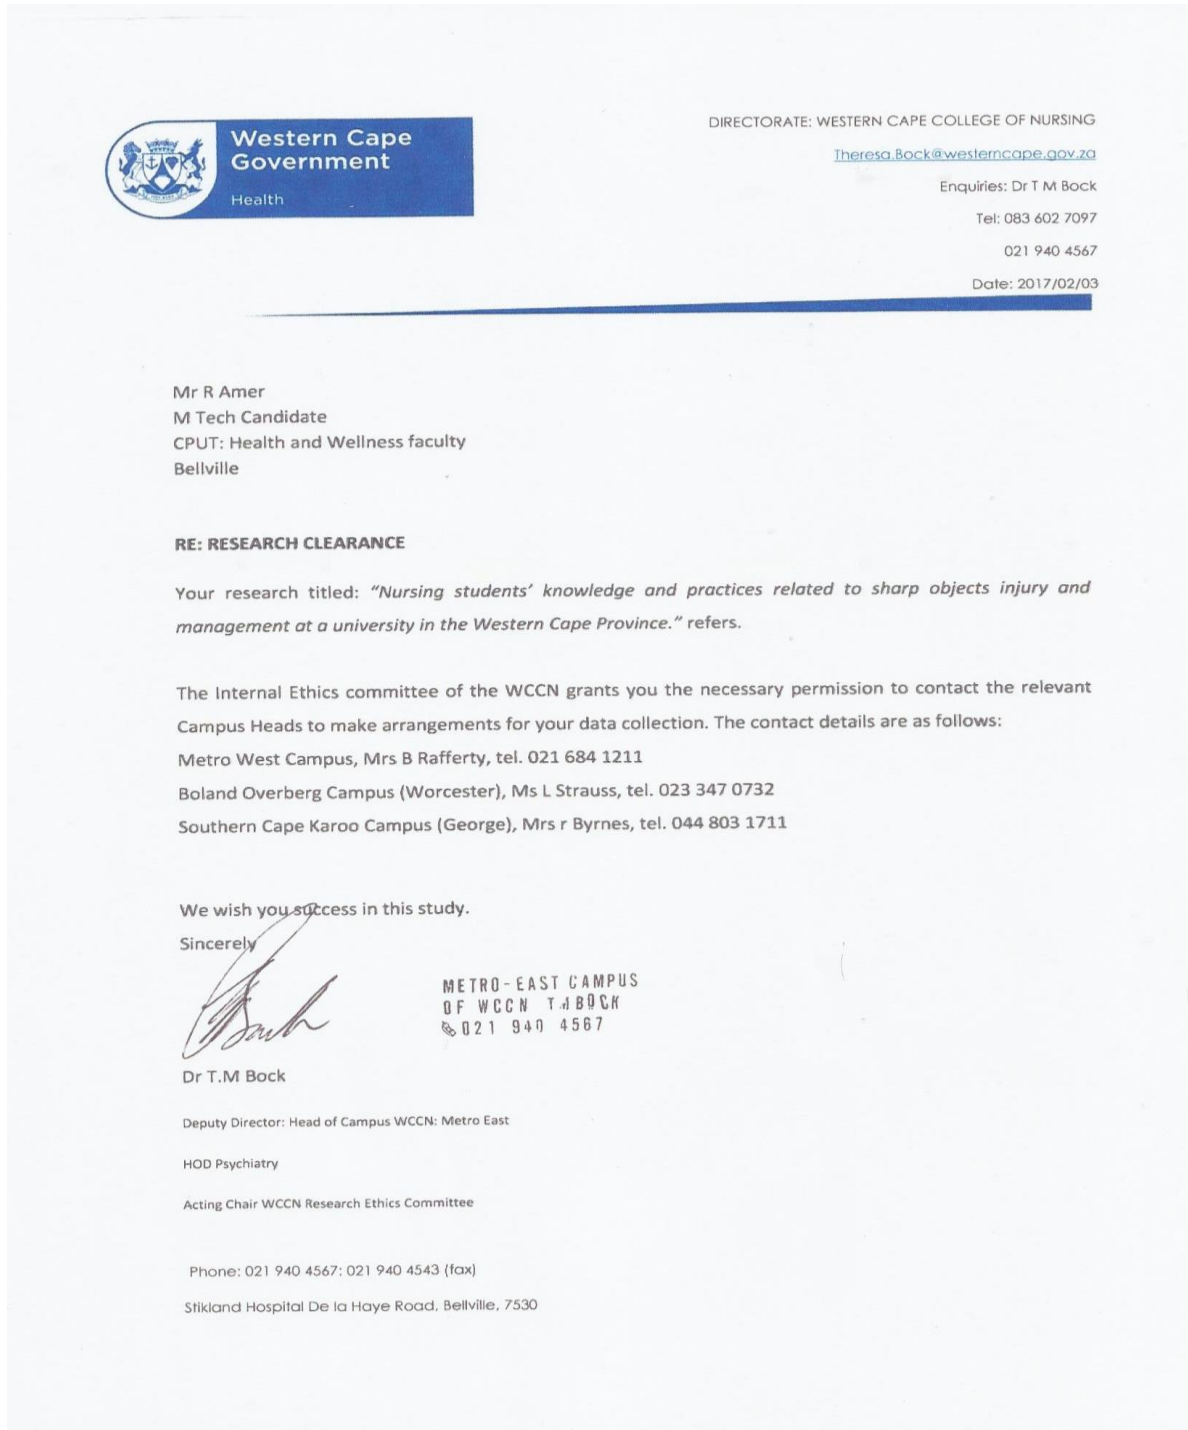 Western Cape
Government
Health
DIRECTORATE: WESTERN CAPE COLLEGE OF NURSING
Theresa.Bock@westerncape.gov.za
Enquiries: Dr T M Bock
Tel: 083 602 7097
021 940 4567
Date: 2017/02/03
Mr R Amer
M Tech Candidate
CPUT: Health and Wellness faculty
Bellville
RE: RESEARCH CLEARANCE
Your research titled: “Nursing students’ knowledge and practices related to sharp objects injury and
management at a university in the Western Cape Province.” refers.
The Internal Ethics committee of the WCCN grants you the necessary permission to contact the relevant
Campus Heads to make arrangements for your data collection. The contact details are as follows:
Metro West Campus, Mrs B Rafferty, tel. 021 684 1211
Boland Overberg Campus (Worcester), Ms L Strauss, tel. 023 347 0732
Southern Cape Karoo Campus (George), Mrs r Byrnes, tel. 044 803 1711
We wish you success in this study.
Sincerely
Bock
METRO-EAST CAMPUS
OF WCCN T.M BOCK
021 940 4567
Dr T.M Bock
Deputy Director: Head of Campus WCCN: Metro East
HOD Psychiatry
Acting Chair WCCN Research Ethics Committee
Phone: 021 940 4567: 021 940 4543 (fax)
Stikland Hospital De la Haye Road, Bellville, 7530